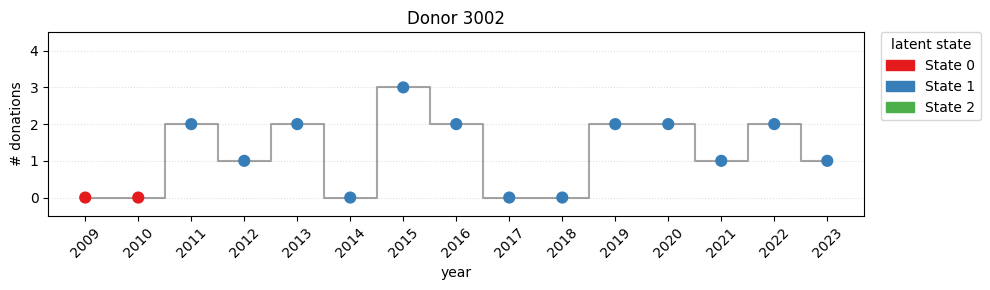 Donor 3002
# donations
4
3
2
1
0
2009 2010 2011 2012 2013 2014 2015 2016 2017 2018 2019 2020 2021 2022 2023
year
latent state
State 0
State 1
State 2